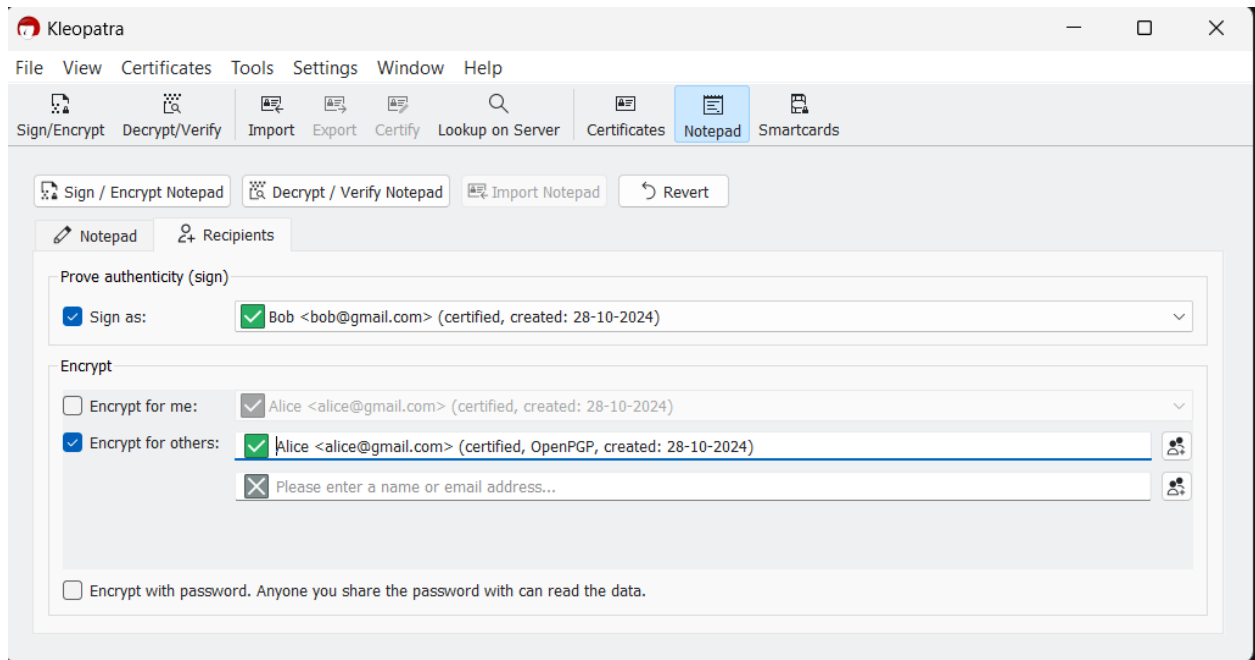 Kleopatra
File View Certificates Tools Settings Window Help
Sign/Encrypt Decrypt/Verify Import Export Certify Lookup on Server Certificates Notepad Smartcards
Sign / Encrypt Notepad Decrypt / Verify Notepad Import Notepad Revert
Notepad Recipients
Prove authenticity (sign)
Sign as: Bob <bob@gmail.com> (certified, created: 28-10-2024)
Encrypt
Encrypt for me: Alice <alice@gmail.com> (certified, created: 28-10-2024)
Encrypt for others: Alice <alice@gmail.com> (certified, OpenPGP, created: 28-10-2024)
Please enter a name or email address...
Encrypt with password. Anyone you share the password with can read the data.